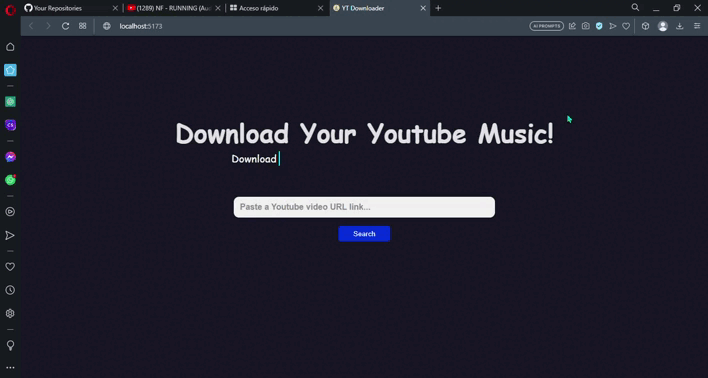 Your Repositories
(1289) NF - RUNNING (Au
Acceso rápido
YT Downloader
localhost:5173
AI PROMPTS
Download Your Youtube Music!
Download
Paste a Youtube video URL link...
Search